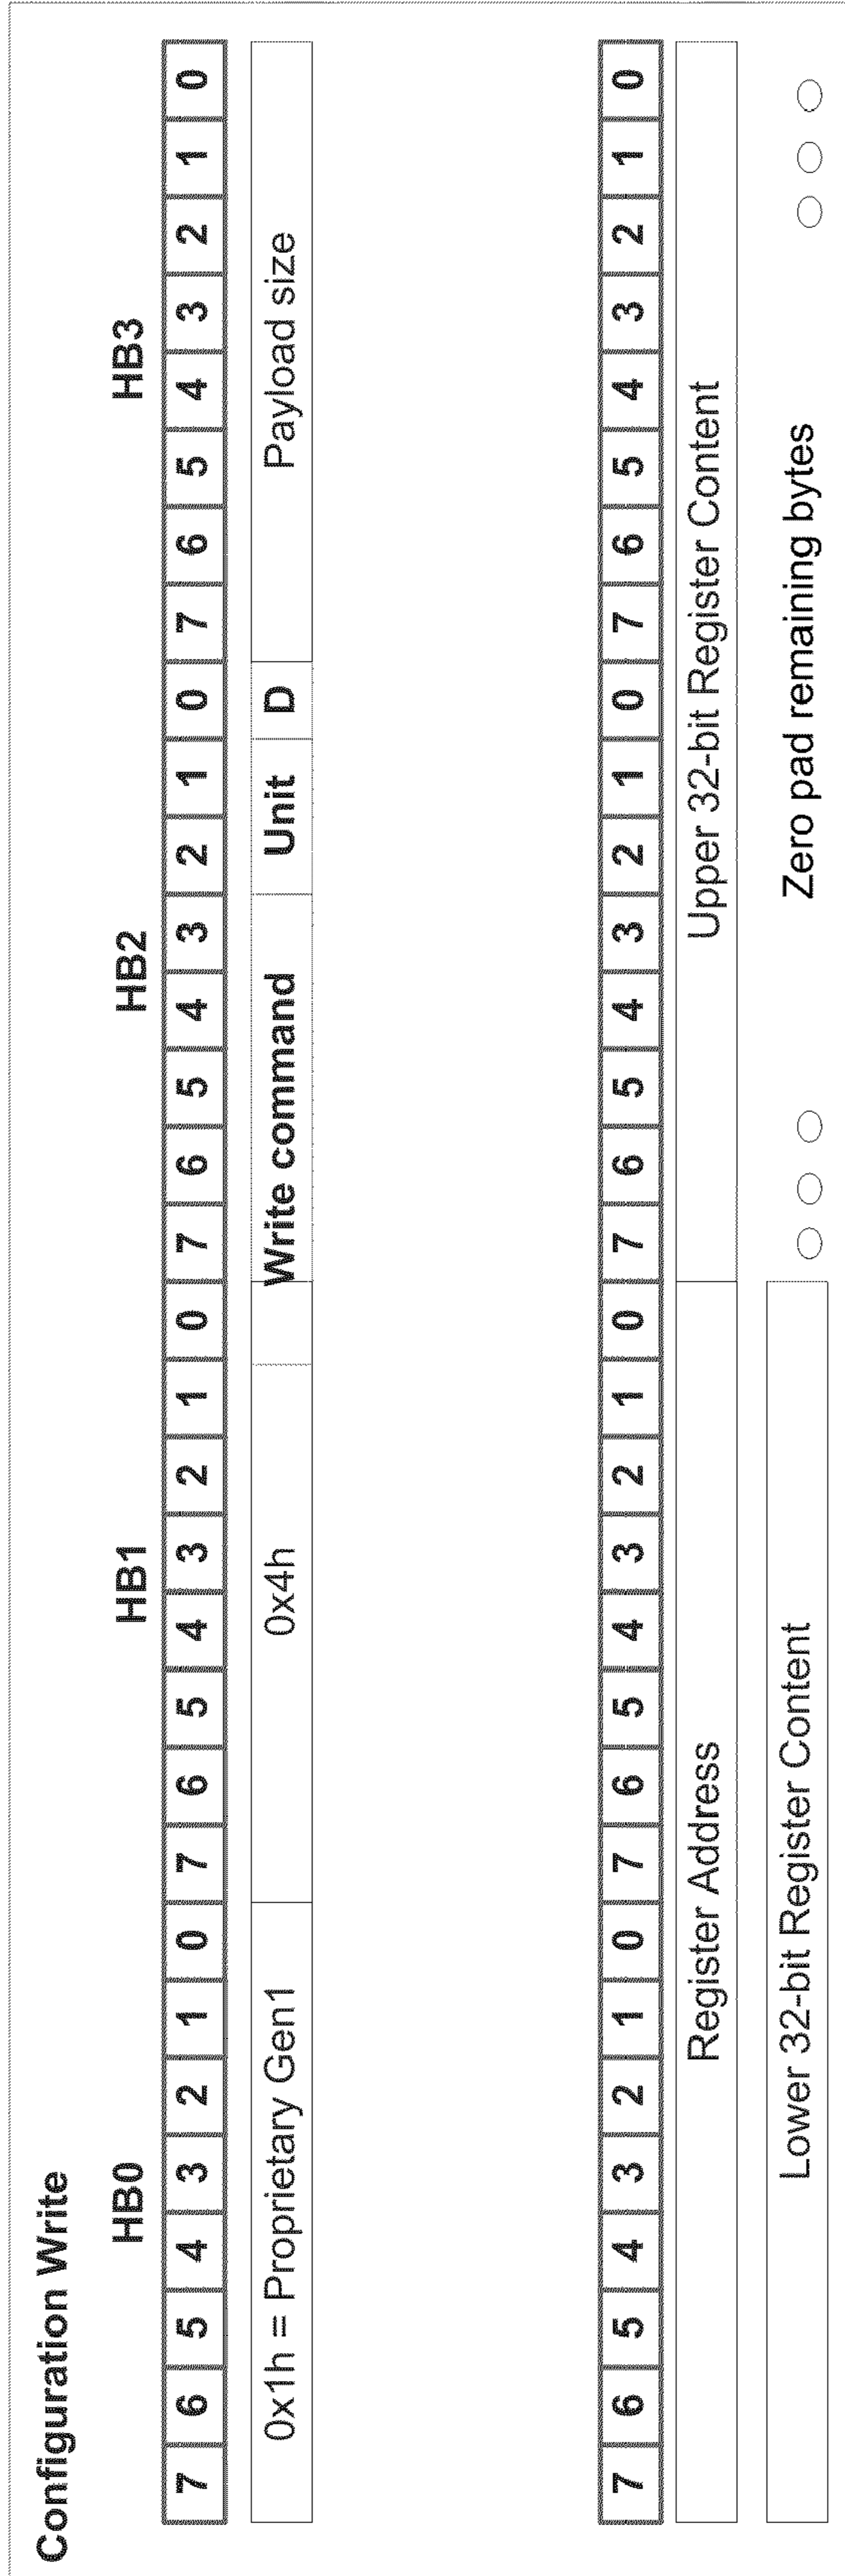 Configuration Write
HB0 HB1 HB2 HB3
7 6 5 4 3 2 1 0 7 6 5 4 3 2 1 0 7 6 5 4 3 2 1 0 7 6 5 4 3 2 1 0
0x1h = Proprietary Gen1 0x4h Write command Unit D Payload size
7 6 5 4 3 2 1 0 7 6 5 4 3 2 1 0 7 6 5 4 3 2 1 0 7 6 5 4 3 2 1 0
Register Address Upper 32-bit Register Content
Lower 32-bit Register Content Zero pad remaining bytes